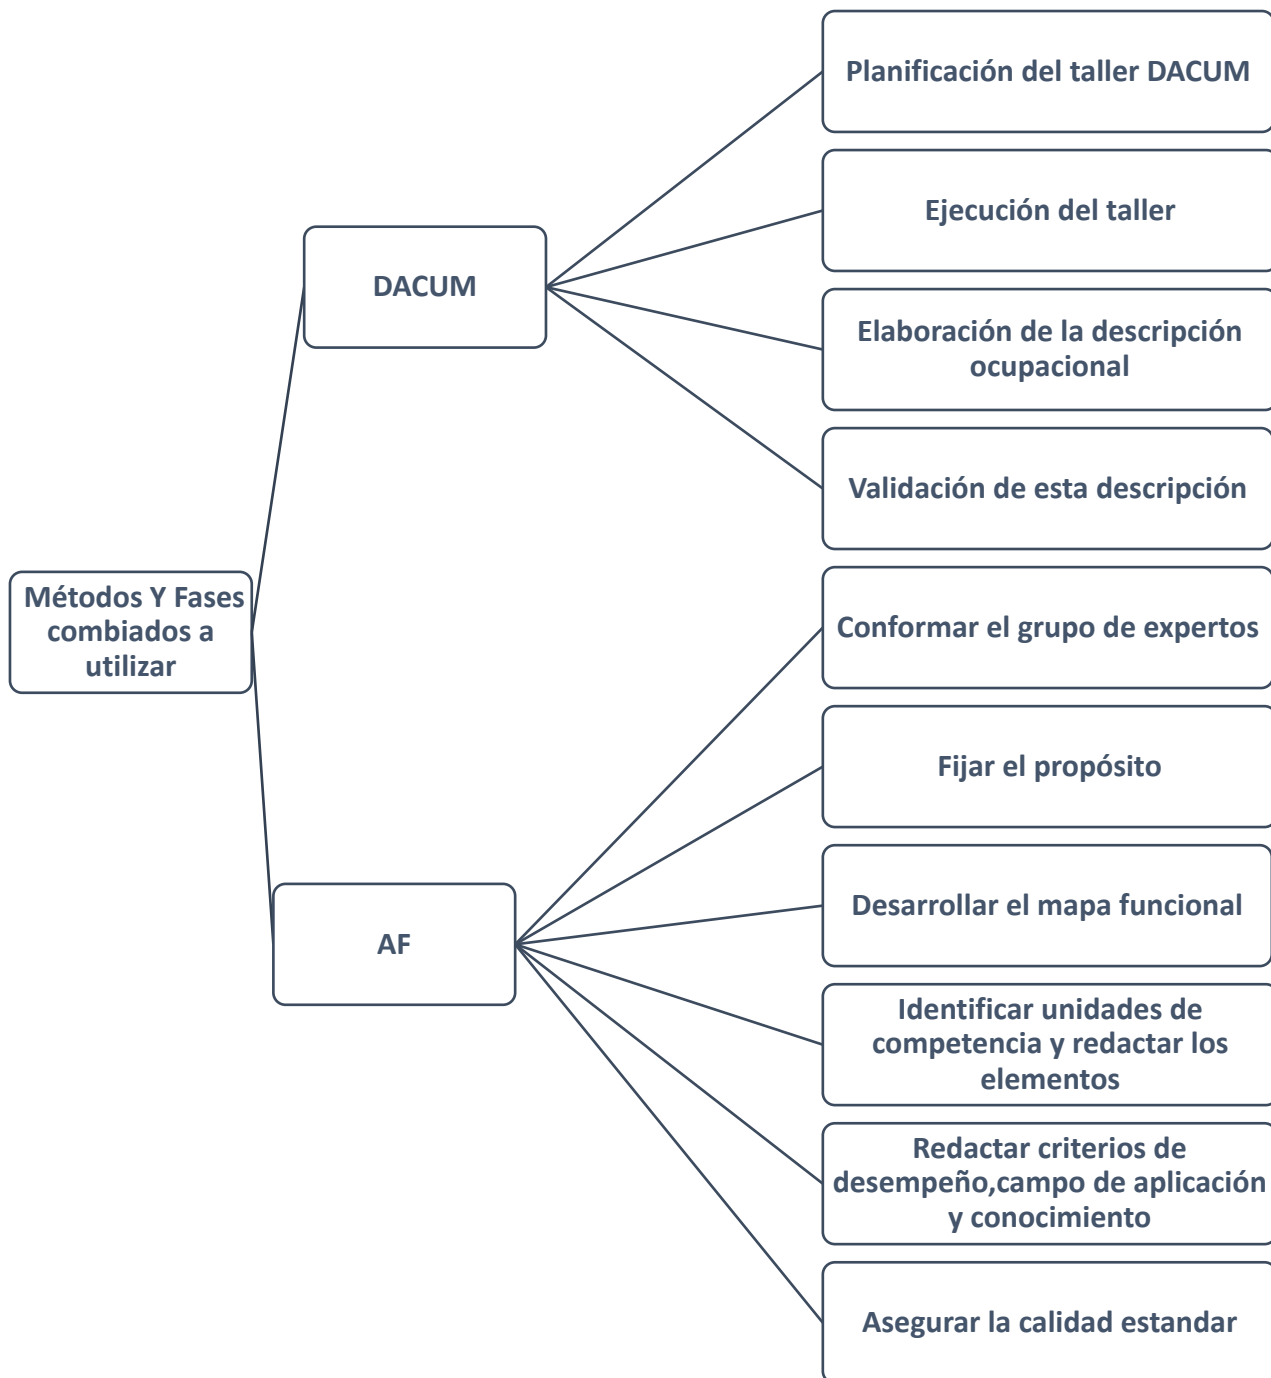 Métodos Y Fases
combiados a
utilizar
DACUM
Planificación del taller DACUM
Ejecución del taller
Elaboración de la descripción
ocupacional
Validación de esta descripción
AF
Conformar el grupo de expertos
Fijar el propósito
Desarrollar el mapa funcional
Identificar unidades de
competencia y redactar los
elementos
Redactar criterios de
desempeño,campo de aplicación
y conocimiento
Asegurar la calidad estandar